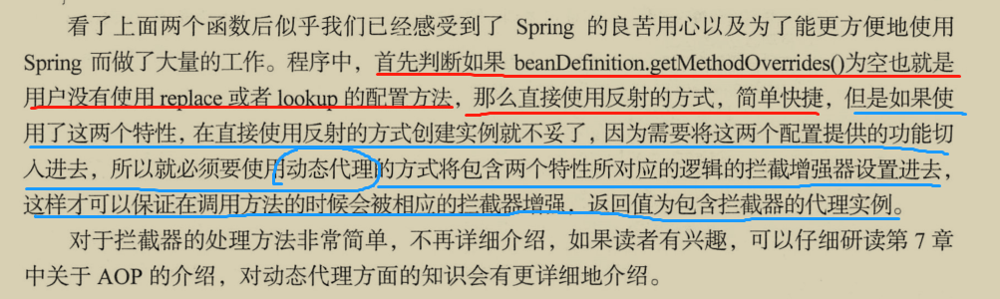 看了上面两个函数后似乎我们已经感受到了 Spring 的良苦用心以及为了能更方便地使用
Spring 而做了大量的工作。程序中，首先判断如果 beanDefinition.getMethodOverrides()为空也就是
用户没有使用 replace 或者 lookup 的配置方法，那么直接使用反射的方式，简单快捷，但是如果使
用了这两个特性，在直接使用反射的方式创建实例就不妥了，因为需要将这两个配置提供的功能切
入进去，所以就必须要使用动态代理的方式将包含两个特性所对应的逻辑的拦截增强器设置进去，
这样才可以保证在调用方法的时候会被相应的拦截器增强，返回值为包含拦截器的代理实例。
对于拦截器的处理方法非常简单，不再详细介绍，如果读者有兴趣，可以仔细研读第 7 章
中关于 AOP 的介绍，对动态代理方面的知识会有更详细地介绍。